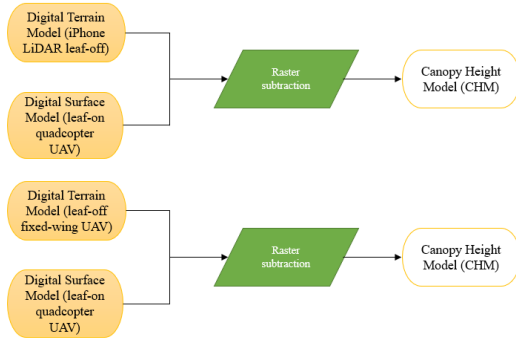 Digital Terrain
Model (iPhone
LiDAR leaf-off)
Digital Surface
Model (leaf-on
quadcopter
UAV)
Raster
subtraction
Canopy Height
Model (CHM)
Digital Terrain
Model (leaf-off
fixed-wing UAV)
Digital Surface
Model (leaf-on
quadcopter
UAV)
Raster
subtraction
Canopy Height
Model (CHM)